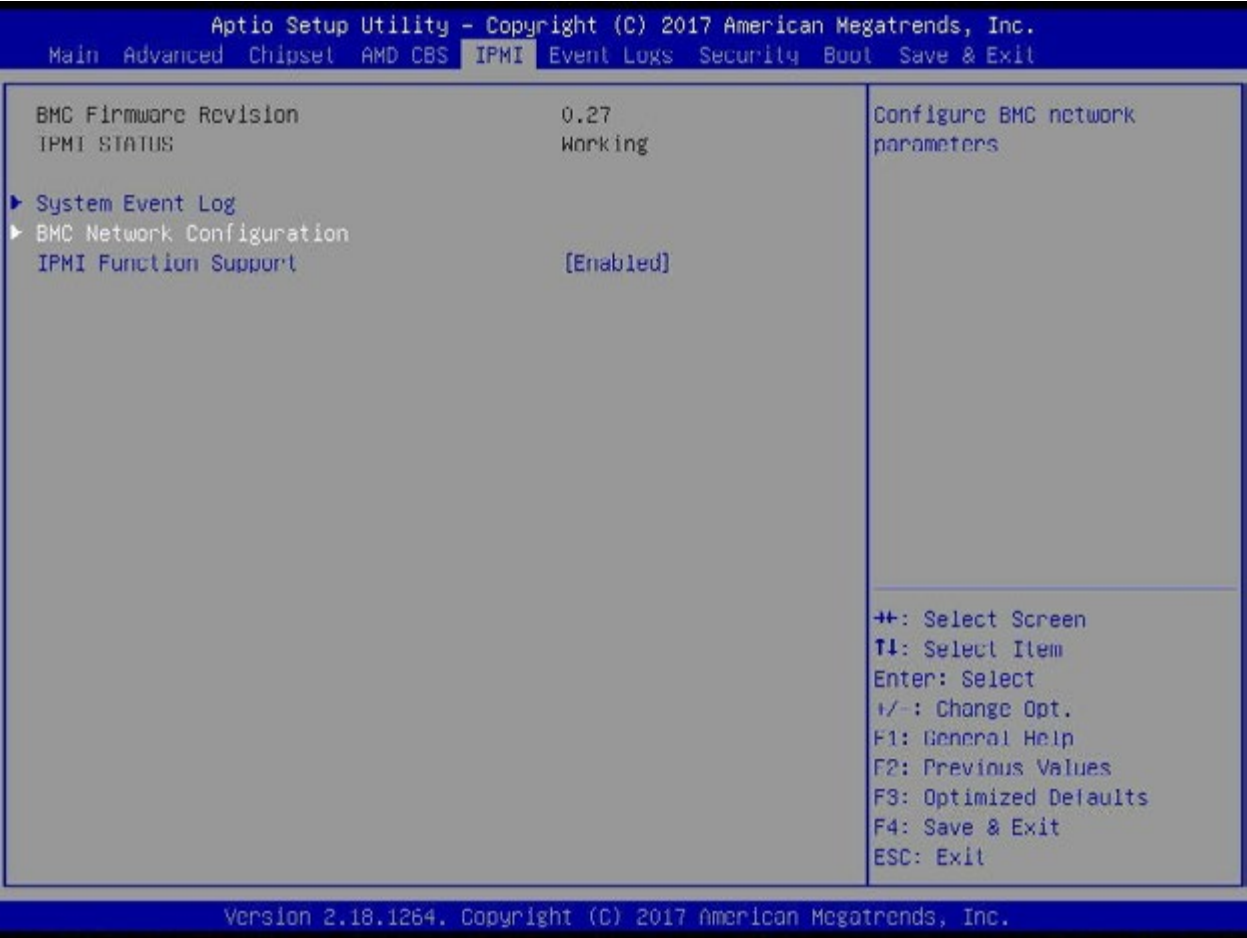 Aptio Setup Utility – Copyright (C) 2017 American Megatrends, Inc.
Main Advanced Chipset AMD CBS IPMI Event Logs Security Boot Save & Exit
BMC Firmware Revision 0.27
IPMI STATUS Working
System Event Log
BMC Network Configuration
IPMI Function Support [Enabled]
Configure BMC network
parameters
→←: Select Screen
↑↓: Select Item
Enter: Select
+/-: Change Opt.
F1: General Help
F2: Previous Values
F3: Optimized Defaults
F4: Save & Exit
ESC: Exit
Version 2.18.1264. Copyright (C) 2017 American Megatrends, Inc.